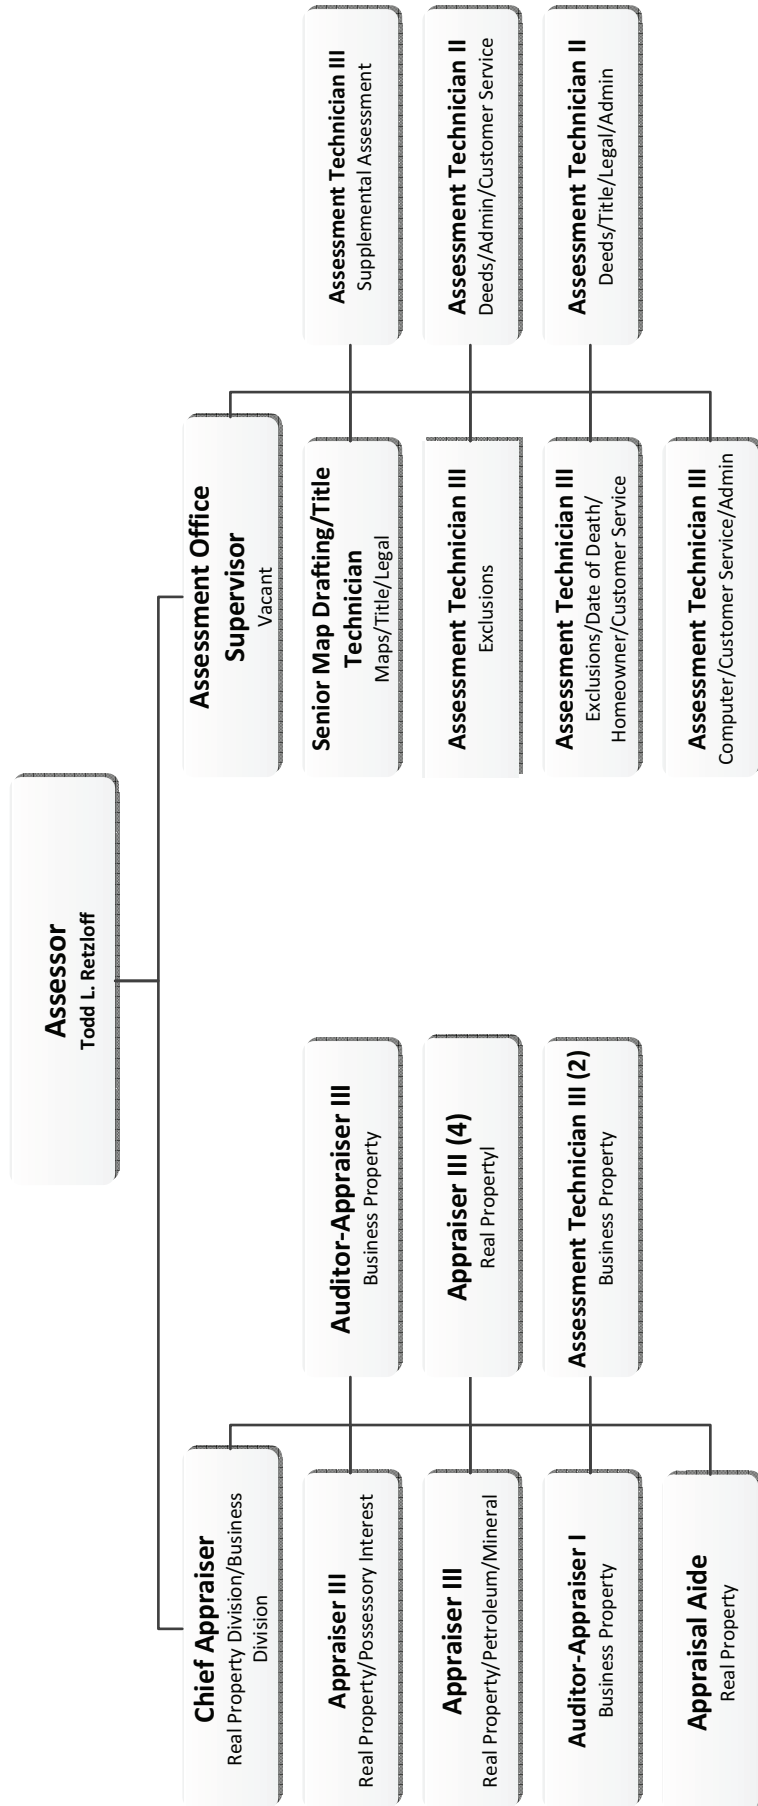 Assessor
Todd L. Retzloff
Chief Appraiser
Real Property Division/Business
Division
Appraiser III
Real Property/Possessory Interest
Appraiser III
Real Property/Petroleum/Mineral
Auditor-Appraiser I
Business Property
Appraisal Aide
Real Property
Auditor-Appraiser III
Business Property
Appraiser III (4)
Real Propertyl
Assessment Technician III (2)
Business Property
Assessment Office
Supervisor
Vacant
Senior Map Drafting/Title
Technician
Maps/Title/Legal
Assessment Technician III
Exclusions
Assessment Technician III
Exclusions/Date of Death/
Homeowner/Customer Service
Assessment Technician III
Computer/Customer Service/Admin
Assessment Technician III
Supplemental Assessment
Assessment Technician II
Deeds/Admin/Customer Service
Assessment Technician II
Deeds/Title/Legal/Admin